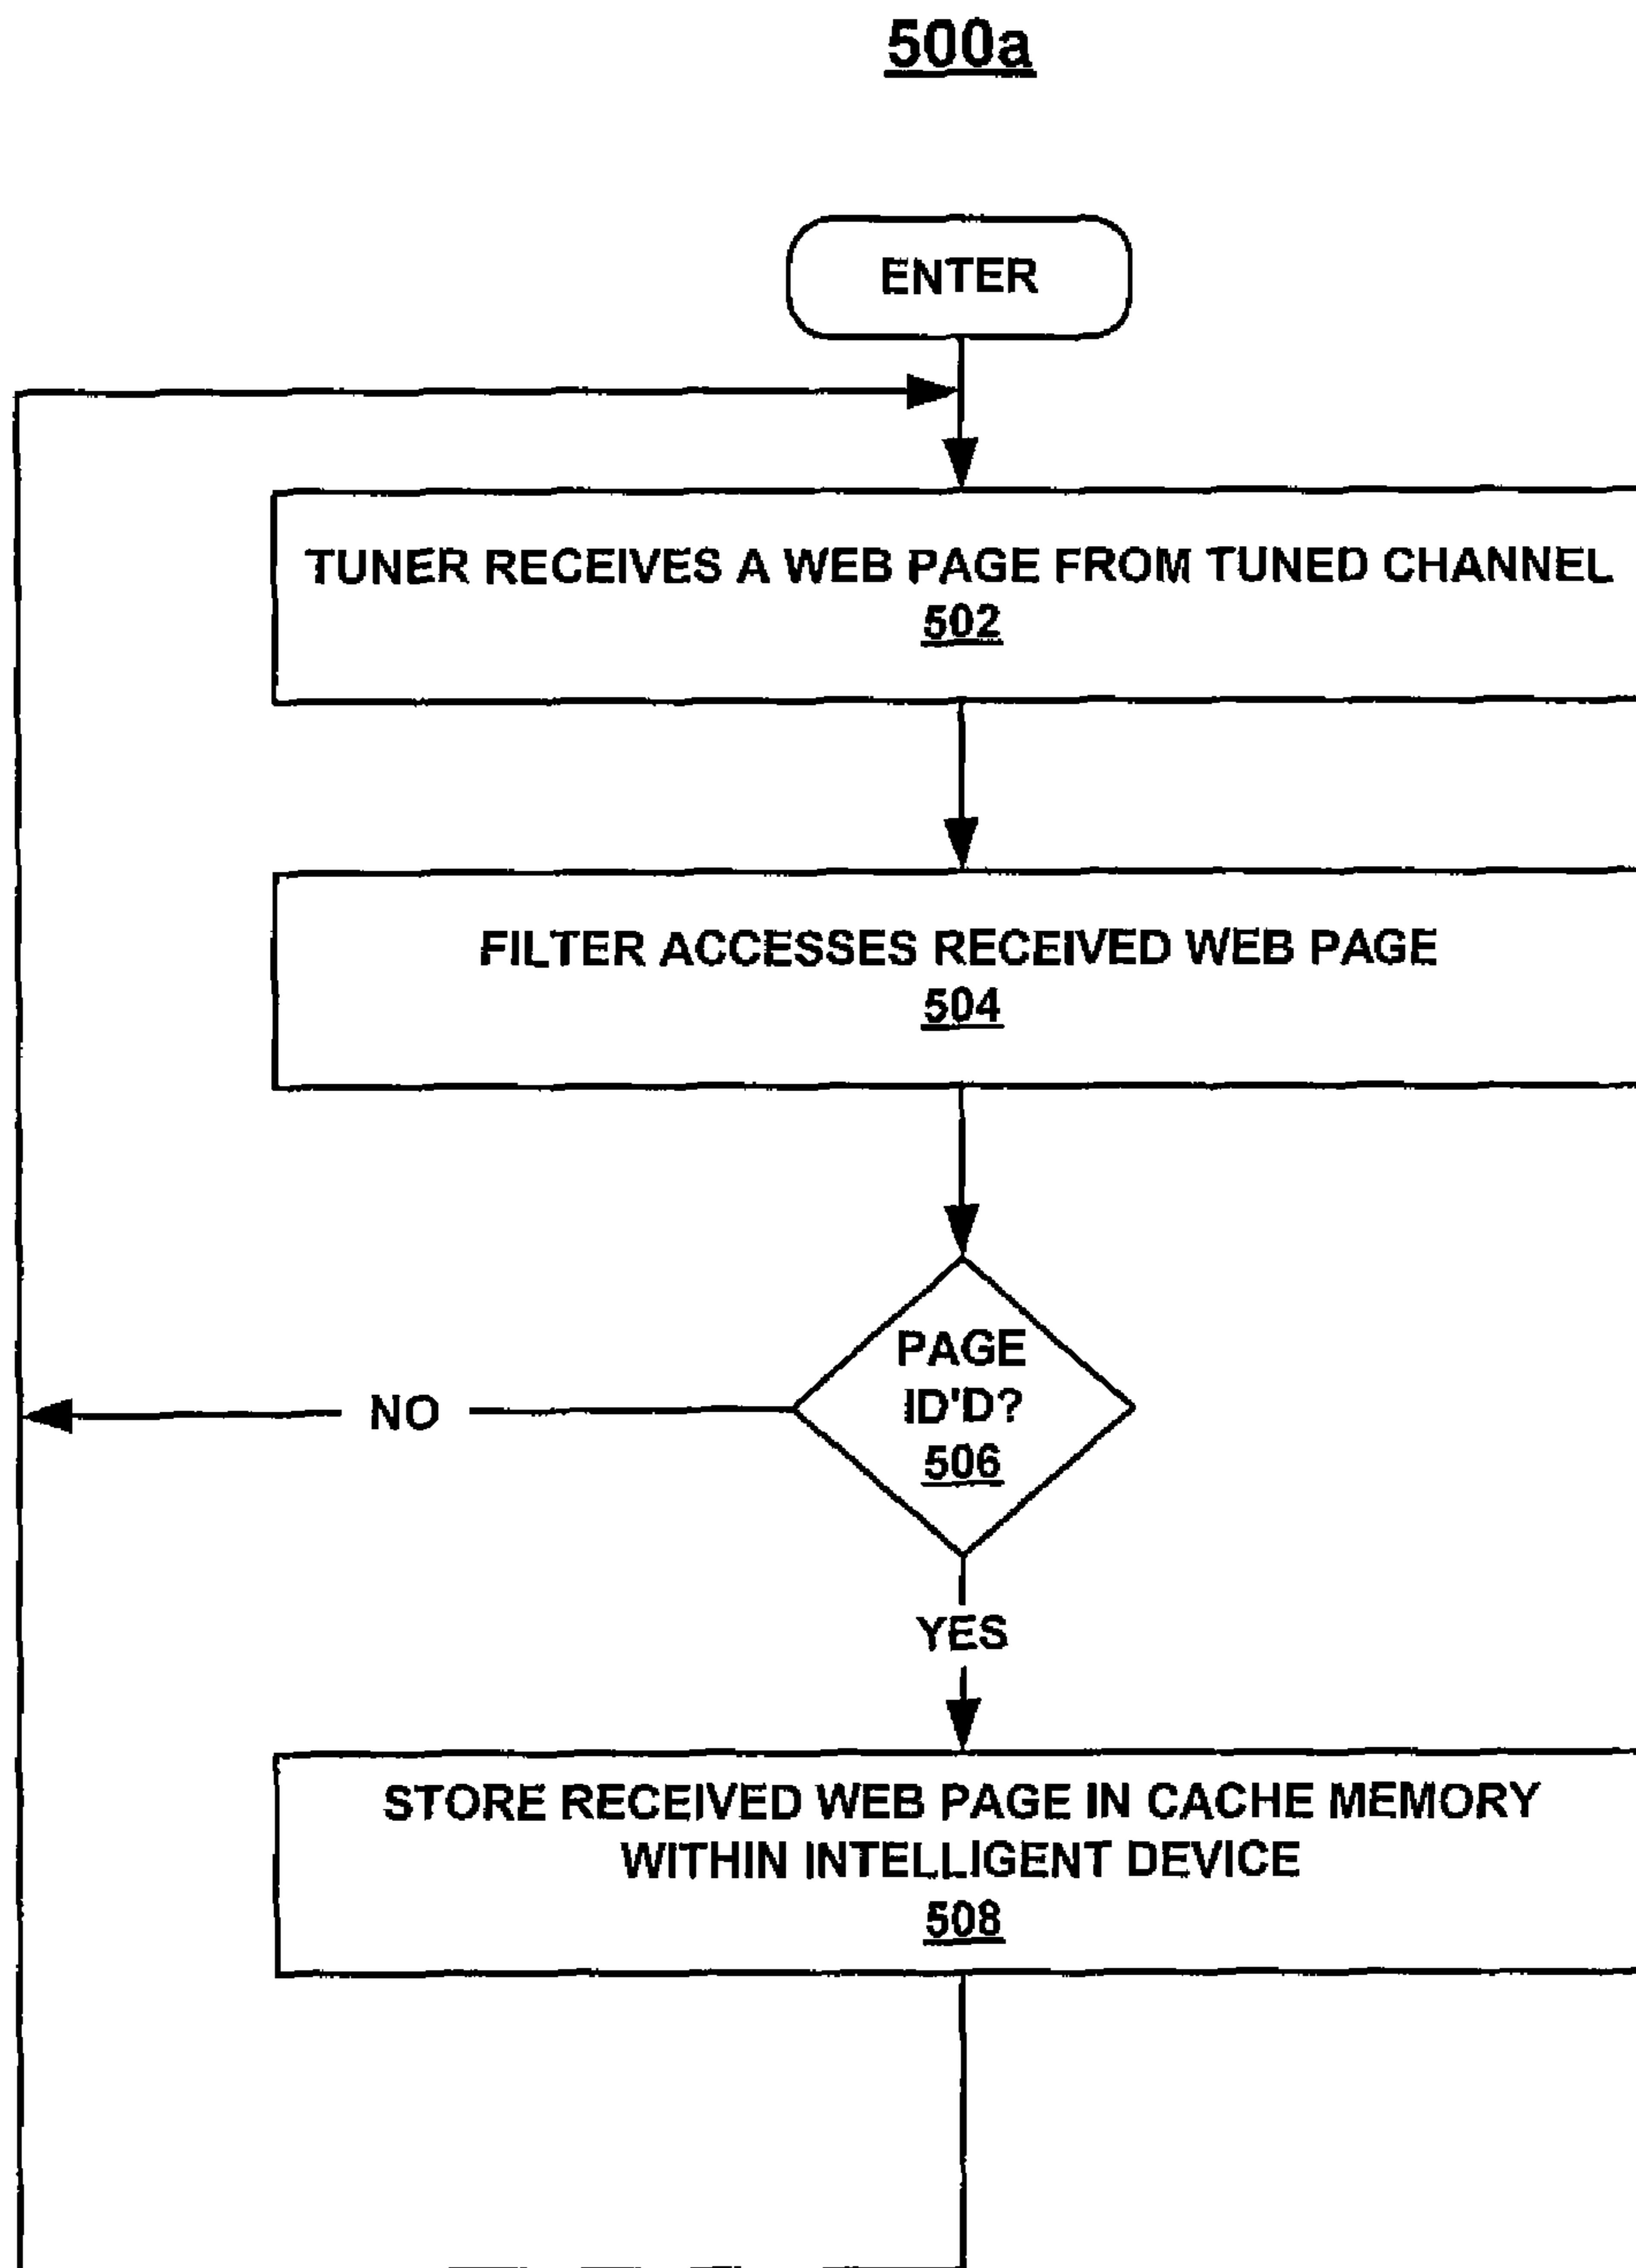 500a
ENTER
TUNER RECEIVES A WEB PAGE FROM TUNED CHANNEL
502
FILTER ACCESSES RECEIVED WEB PAGE
504
PAGE
ID'D?
506
NO
YES
STORE RECEIVED WEB PAGE IN CACHE MEMORY
WITHIN INTELLIGENT DEVICE
508